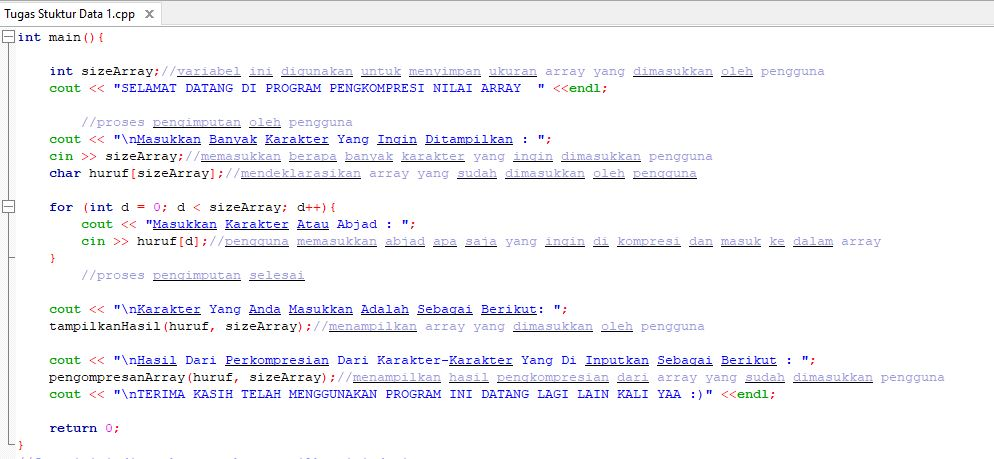 Tugas Stuktur Data 1.cpp
int main(){
int sizeArray;//variabel ini digunakan untuk menyimpan ukuran array yang dimasukkan oleh pengguna
cout << "SELAMAT DATANG DI PROGRAM PENGKOMPRESI NILAI ARRAY  " <<endl;
//proses pengimputan oleh pengguna
cout << "\nMasukkan Banyak Karakter Yang Ingin Ditampilkan : ";
cin >> sizeArray;//memasukkan berapa banyak karakter yang ingin dimasukkan pengguna
char huruf[sizeArray];//mendeklarasikan array yang sudah dimasukkan oleh pengguna
for (int d = 0; d < sizeArray; d++){
cout << "Masukkan Karakter Atau Abjad : ";
cin >> huruf[d];//pengguna memasukkan abjad apa saja yang ingin di kompresi dan masuk ke dalam array
}
//proses pengimputan selesai
cout << "\nKarakter Yang Anda Masukkan Adalah Sebagai Berikut: ";
tampilkanHasil(huruf, sizeArray);//menampilkan array yang dimasukkan oleh pengguna
cout << "\nHasil Dari Perkompresian Dari Karakter-Karakter Yang Di Inputkan Sebagai Berikut : ";
pengompresanArray(huruf, sizeArray);//menampilkan hasil pengkompresian dari array yang sudah dimasukkan pengguna
cout << "\nTERIMA KASIH TELAH MENGGUNAKAN PROGRAM INI DATANG LAGI LAIN KALI YAA :)" <<endl;
return 0;
}